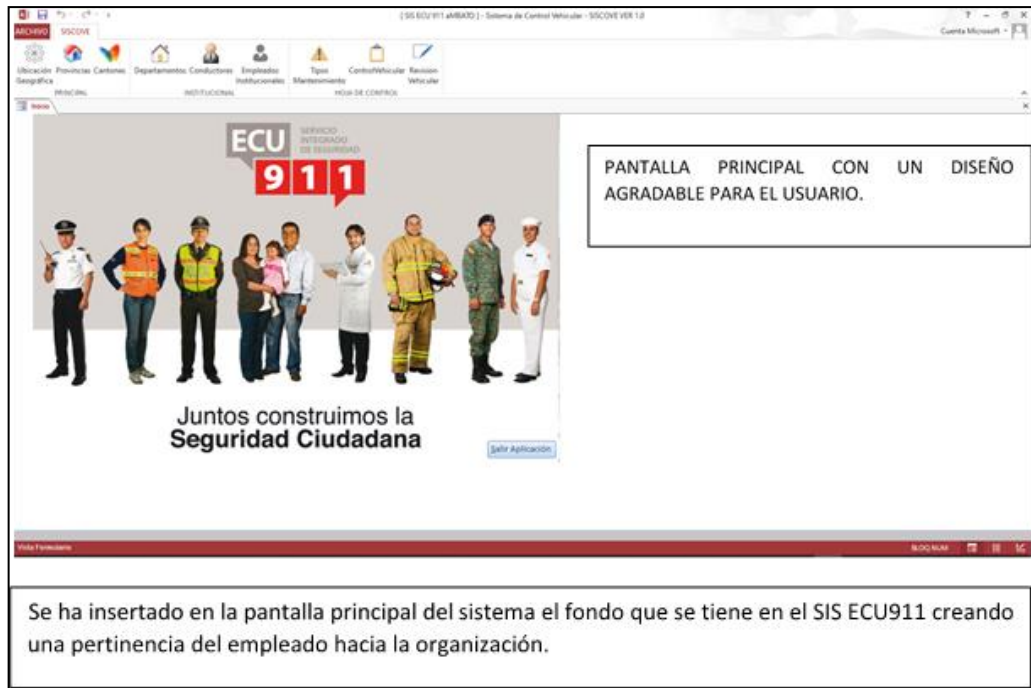 [ SIS ECU 911 aMBATO ] - Sistema de Control Vehicular - SISCOVE VER 1.0
ARCHIVO SISCOVE
Cuenta Microsoft
Ubicación Geográfica
Provincias
Cantones
Departamentos
Conductores
Empleados Institucionales
Tipos Mantenimiento
ControlVehicular
Revision Vehicular
PRINCIPAL
INSTITUCIONAL
HOJA DE CONTROL
Inicio
ECU
SERVICIO
INTEGRADO
DE SEGURIDAD
911
PANTALLA PRINCIPAL CON UN DISEÑO
AGRADABLE PARA EL USUARIO.
Juntos construimos la
Seguridad Ciudadana
Salir Aplicación
Vista Formulario
BLOQ NUM
Se ha insertado en la pantalla principal del sistema el fondo que se tiene en el SIS ECU911 creando
una pertinencia del empleado hacia la organización.